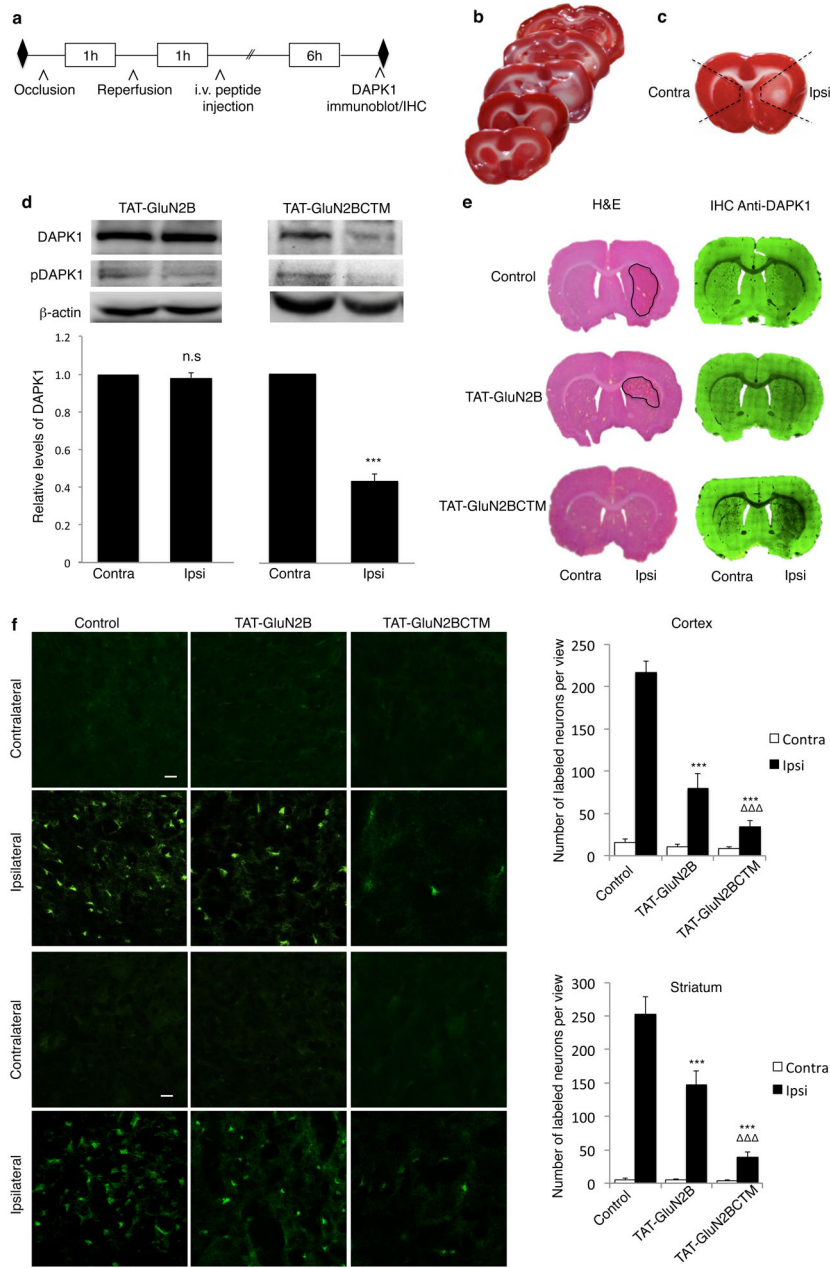 a
1h
1h
6h
Occlusion
Reperfusion
i.v. peptide
injection
DAPK1
immunoblot/IHC
b
c
Contra
Ipsi
d
TAT-GluN2B
TAT-GluN2BCTM
DAPK1
pDAPK1
β-actin
Relative levels of DAPK1
1.2
1.0
0.8
0.6
0.4
0.2
0
n.s
***
Contra
Ipsi
Contra
Ipsi
e
H&E
IHC Anti-DAPK1
Control
TAT-GluN2B
TAT-GluN2BCTM
Contra
Ipsi
Contra
Ipsi
f
Control
TAT-GluN2B
TAT-GluN2BCTM
Contralateral
Ipsilateral
Contralateral
Ipsilateral
Cortex
Number of labeled neurons per view
250
200
150
100
50
0
***
***
ΔΔΔ
Contra
Ipsi
Control
TAT-GluN2B
TAT-GluN2BCTM
Striatum
Number of labeled neurons per view
300
250
200
150
100
50
0
***
***
ΔΔΔ
Contra
Ipsi
Control
TAT-GluN2B
TAT-GluN2BCTM